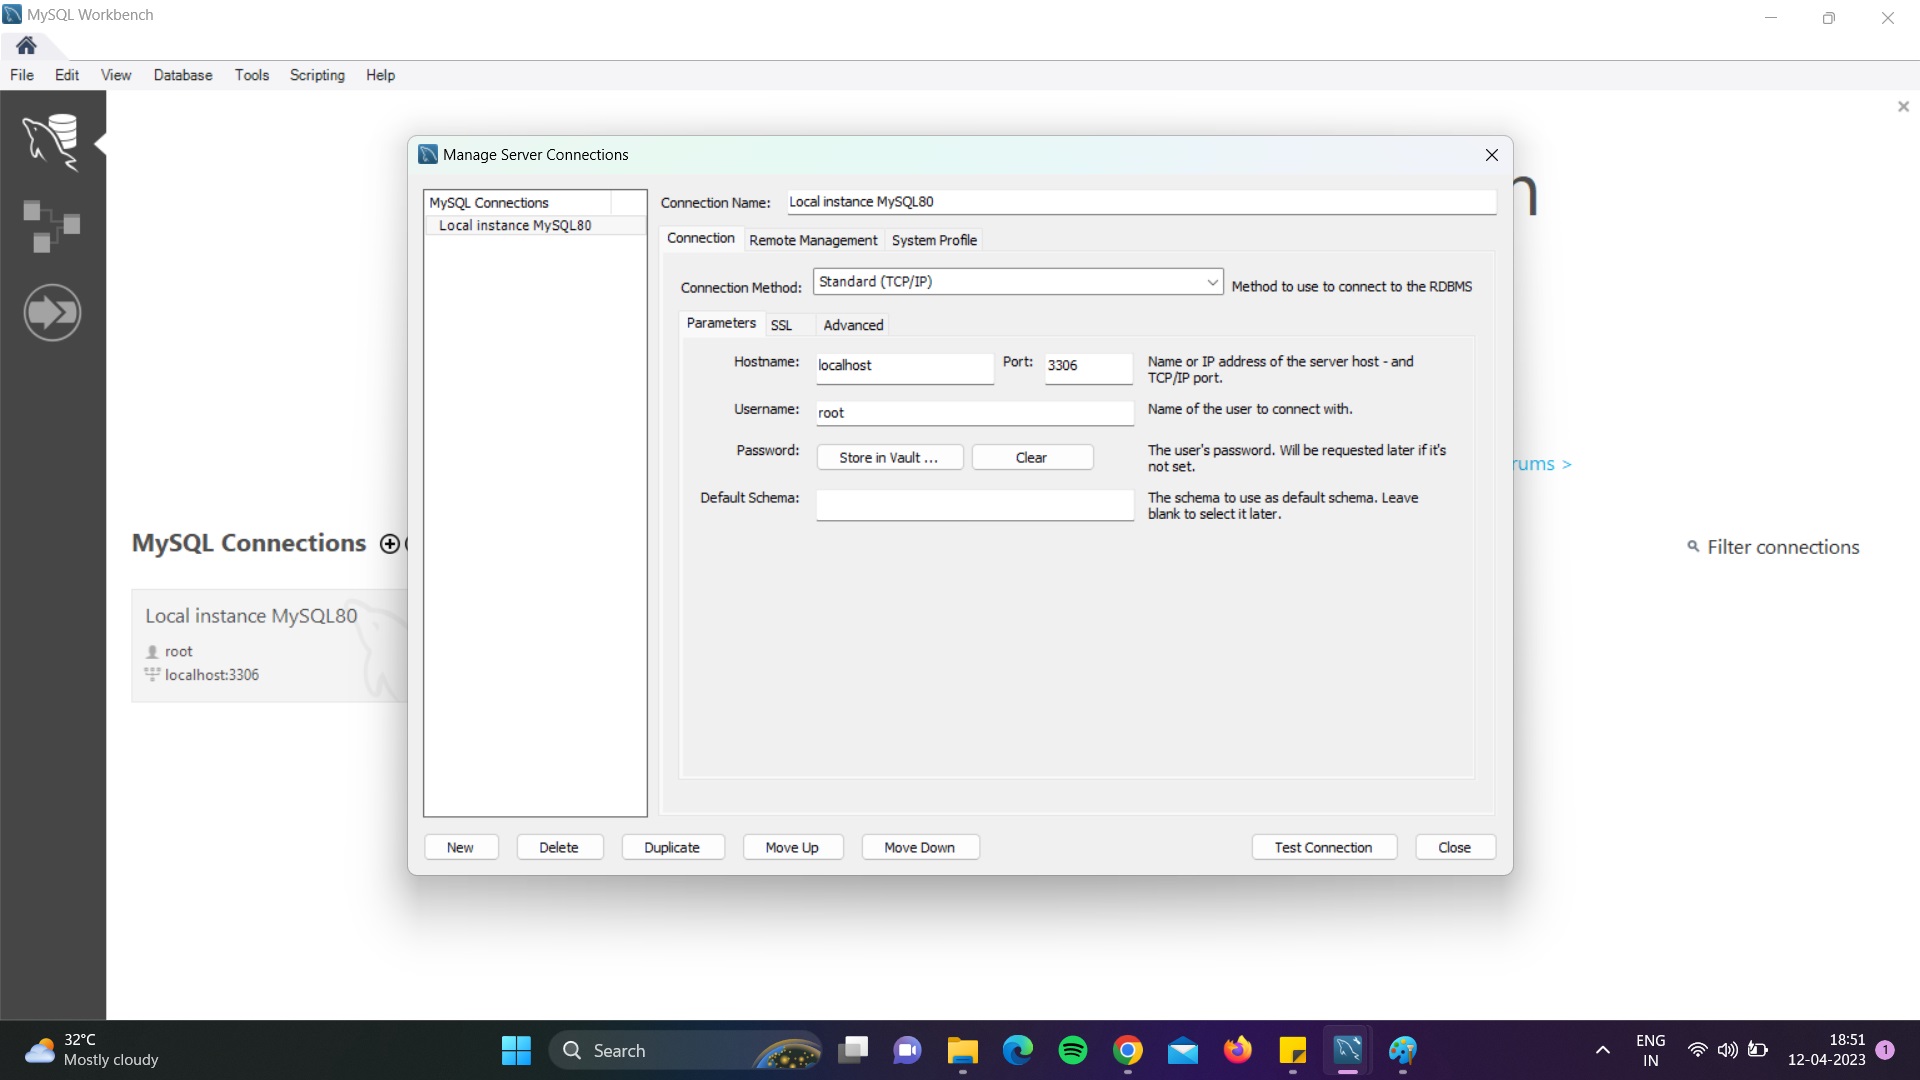 MySQL Workbench
File Edit View Database Tools Scripting Help
Manage Server Connections
MySQL Connections
Local instance MySQL80
Connection Name: Local instance MySQL80
Connection Remote Management System Profile
Connection Method: Standard (TCP/IP) Method to use to connect to the RDBMS
Parameters SSL Advanced
Hostname: localhost Port: 3306 Name or IP address of the server host - and
TCP/IP port.
Username: root Name of the user to connect with.
Password: Store in Vault ... Clear The user's password. Will be requested later if it's
not set.
Default Schema: The schema to use as default schema. Leave
blank to select it later.
New Delete Duplicate Move Up Move Down Test Connection Close
n
rums >
MySQL Connections
Filter connections
Local instance MySQL80
root
localhost:3306
32°C
Mostly cloudy
Search
ENG
IN
18:51
12-04-2023
1